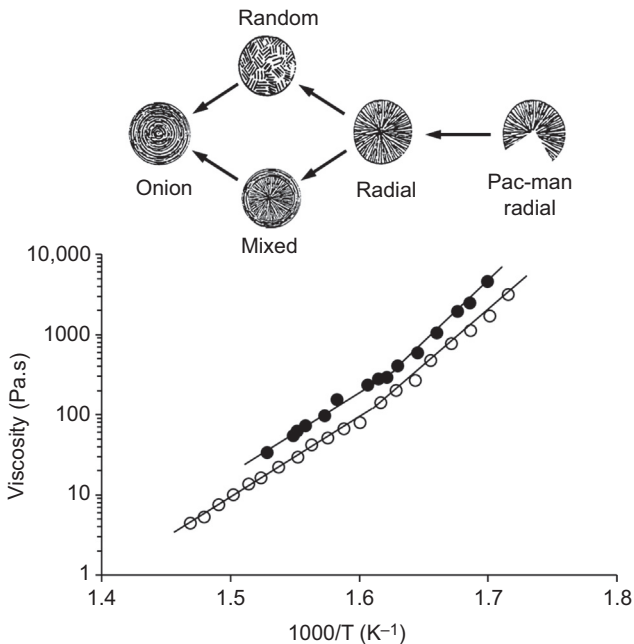 Random
Onion
Radial
Pac-man
radial
Mixed
10,000
1000
100
10
1
Viscosity (Pa.s)
1.4
1.5
1.6
1.7
1.8
1000/T (K⁻¹)